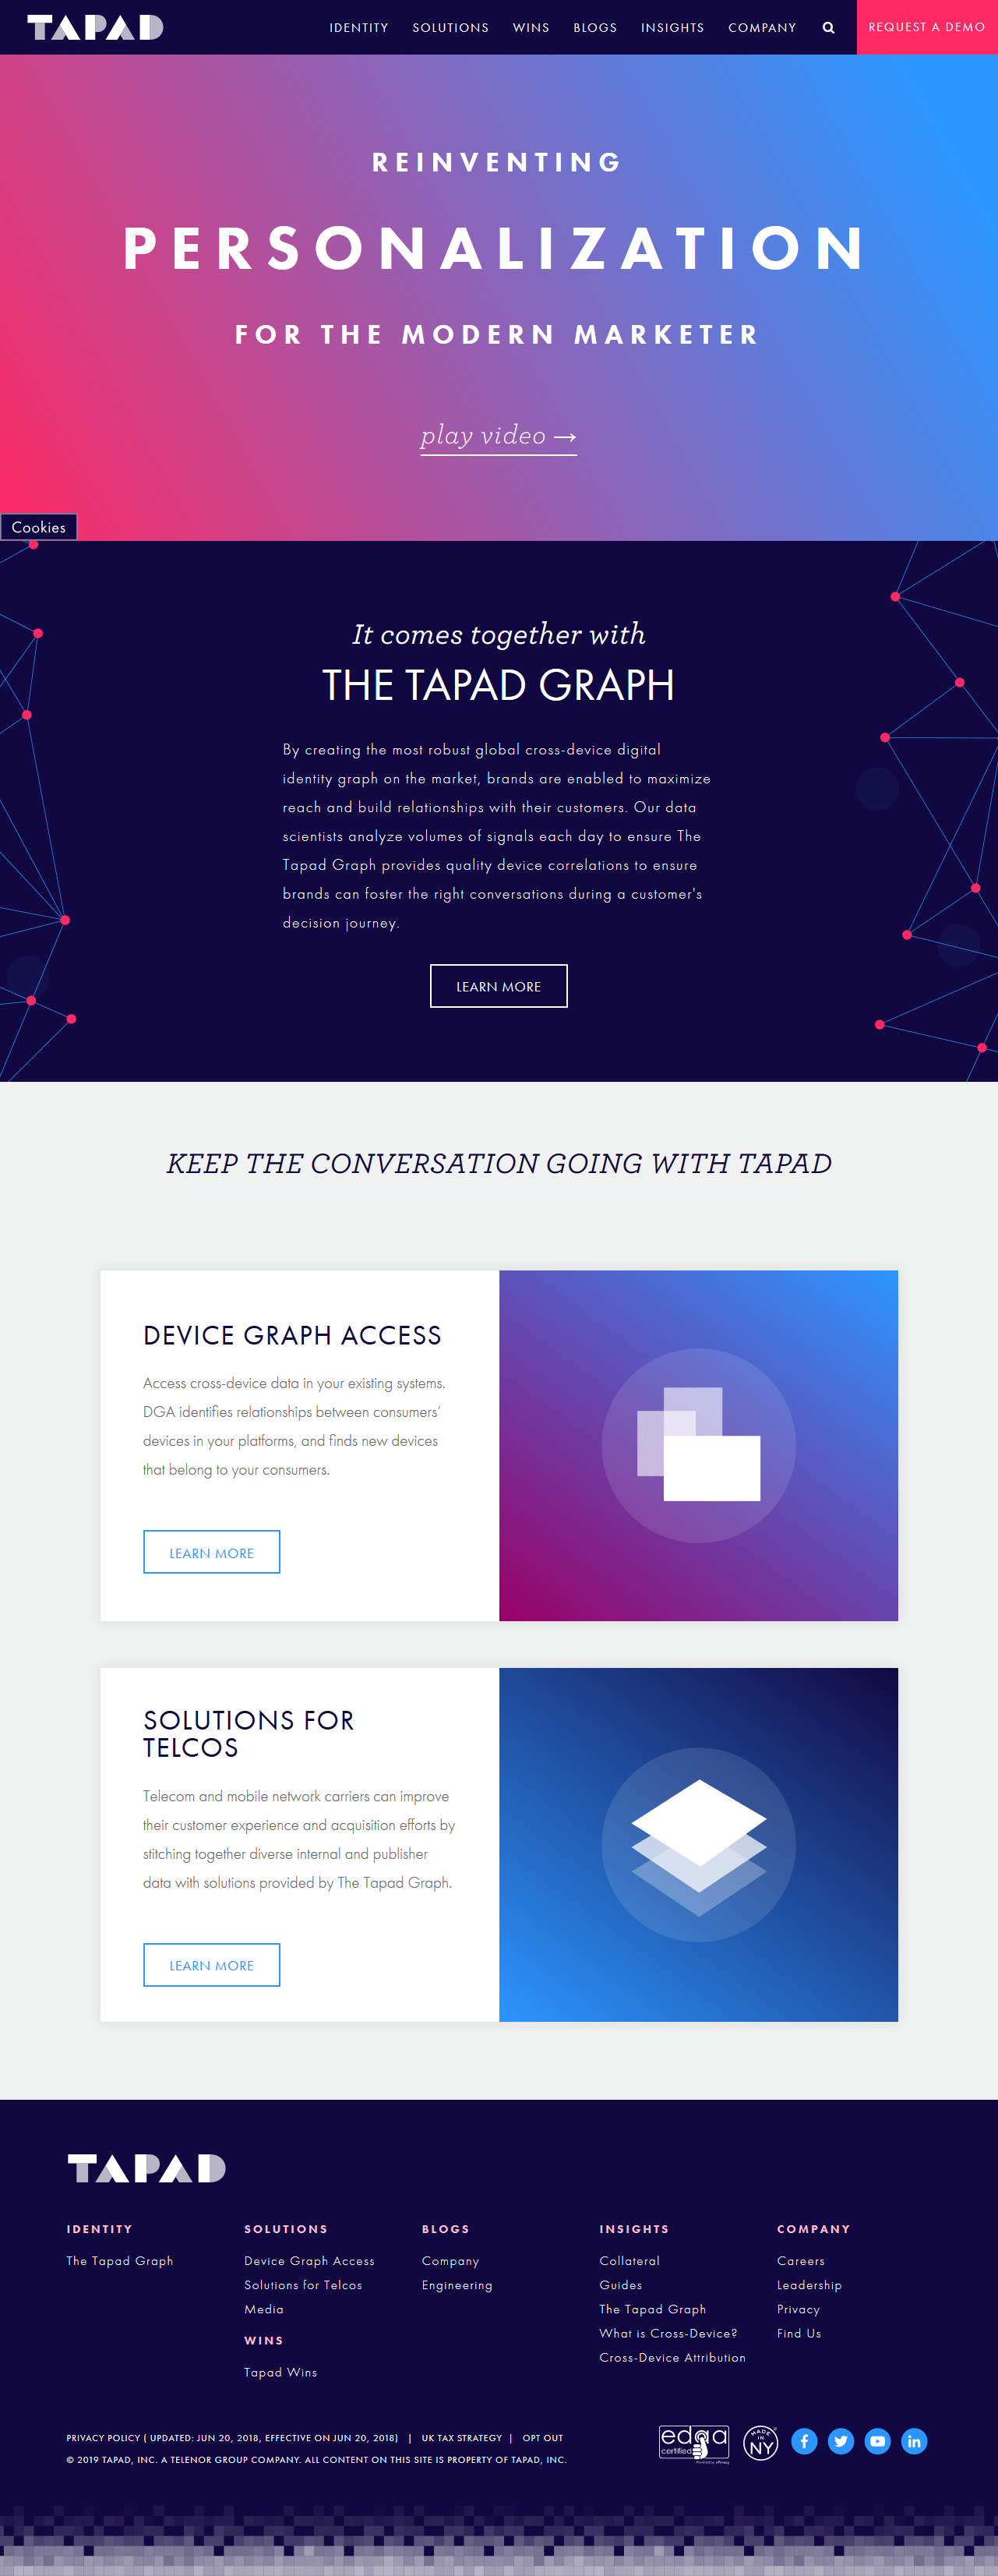 TAPAD
IDENTITY SOLUTIONS WINS BLOGS INSIGHTS COMPANY REQUEST A DEMO
REINVENTING
PERSONALIZATION
FOR THE MODERN MARKETER
play video →
Cookies
It comes together with
THE TAPAD GRAPH
By creating the most robust global cross-device digital
identity graph on the market, brands are enabled to maximize
reach and build relationships with their customers. Our data
scientists analyze volumes of signals each day to ensure The
Tapad Graph provides quality device correlations to ensure
brands can foster the right conversations during a customer's
decision journey.
LEARN MORE
KEEP THE CONVERSATION GOING WITH TAPAD
DEVICE GRAPH ACCESS
Access cross-device data in your existing systems.
DGA identifies relationships between consumers’
devices in your platforms, and finds new devices
that belong to your consumers.
LEARN MORE
SOLUTIONS FOR
TELCOS
Telecom and mobile network carriers can improve
their customer experience and acquisition efforts by
stitching together diverse internal and publisher
data with solutions provided by The Tapad Graph.
LEARN MORE
TAPAD
IDENTITY
The Tapad Graph
SOLUTIONS
Device Graph Access
Solutions for Telcos
Media
WINS
Tapad Wins
BLOGS
Company
Engineering
INSIGHTS
Collateral
Guides
The Tapad Graph
What is Cross-Device?
Cross-Device Attribution
COMPANY
Careers
Leadership
Privacy
Find Us
PRIVACY POLICY ( UPDATED: JUN 20, 2018, EFFECTIVE ON JUN 20, 2018) | UK TAX STRATEGY | OPT OUT
© 2019 TAPAD, INC. A TELENOR GROUP COMPANY. ALL CONTENT ON THIS SITE IS PROPERTY OF TAPAD, INC.
edaa
certified
Powered by ePrivacy
MADE
IN
NY